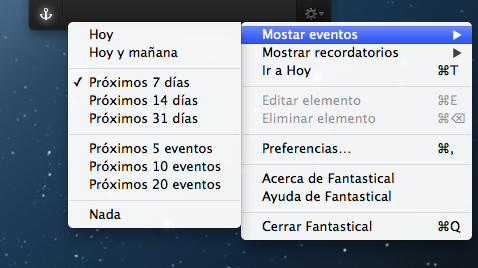 Hoy
Hoy y mañana
✓ Próximos 7 días
Próximos 14 días
Próximos 31 días
Próximos 5 eventos
Próximos 10 eventos
Próximos 20 eventos
Nada
Mostar eventos ▶
Mostrar recordatorios ▶
Ir a Hoy ⌘T
Editar elemento ⌘E
Eliminar elemento ⌘⌫
Preferencias... ⌘,
Acerca de Fantastical
Ayuda de Fantastical
Cerrar Fantastical ⌘Q